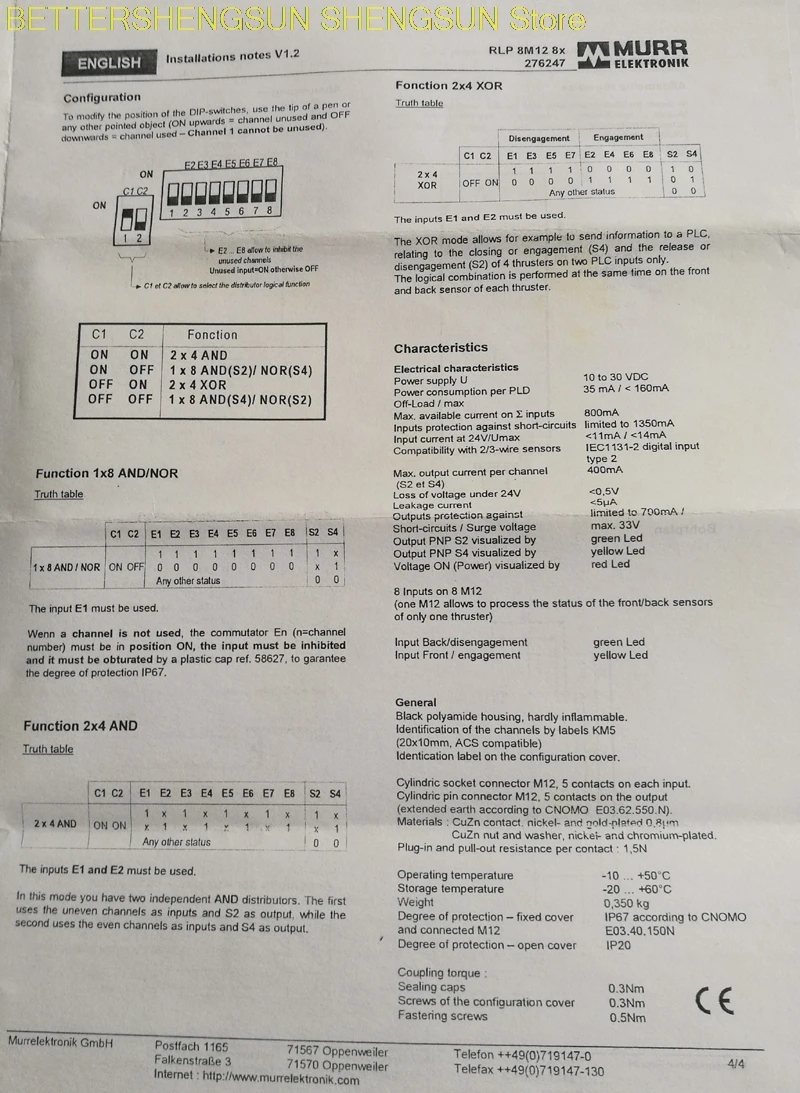 BETTERSHENGSUN SHENGSUN Store
ENGLISH
Installations notes V1.2
RLP 8M12 8x
276247
MURR
ELEKTRONIK
Configuration
To modify the position of the DIP-switches, use the tip of a pen or
any other pointed object (ON upwards = channel unused and OFF
downwards = channel used – Channel 1 cannot be unused).
E2 E3 E4 E5 E6 E7 E8
ON
C1 C2
ON
1 2 3 4 5 6 7 8
1 2
E2 ... E8 allow to inhibit the
unused channels
Unused input=ON otherwise OFF
C1 et C2 allow to select the distributor logical function
C1 C2 Fonction
ON ON 2 x 4 AND
ON OFF 1 x 8 AND(S2)/ NOR(S4)
OFF ON 2 x 4 XOR
OFF OFF 1 x 8 AND(S4)/ NOR(S2)
Function 1x8 AND/NOR
Truth table
C1 C2 E1 E2 E3 E4 E5 E6 E7 E8 S2 S4
1 1 1 1 1 1 1 1 1 x
1 x 8 AND / NOR ON OFF 0 0 0 0 0 0 0 0 x 1
Any other status 0 0
The input E1 must be used.
Wenn a channel is not used, the commutator En (n=channel
number) must be in position ON, the input must be inhibited
and it must be obturated by a plastic cap ref. 58627, to garantee
the degree of protection IP67.
Function 2x4 AND
Truth table
C1 C2 E1 E2 E3 E4 E5 E6 E7 E8 S2 S4
1 x 1 x 1 x 1 x 1 x
2 x 4 AND ON ON x 1 x 1 x 1 x 1 x 1
Any other status 0 0
The inputs E1 and E2 must be used.
In this mode you have two independent AND distributors. The first
uses the uneven channels as inputs and S2 as output, while the
second uses the even channels as inputs and S4 as output.
Fonction 2x4 XOR
Truth table
Disengagement Engagement
C1 C2 E1 E3 E5 E7 E2 E4 E6 E8 S2 S4
2 x 4
XOR
OFF ON
1 1 1 1 0 0 0 0 1 0
0 0 0 0 1 1 1 1 0 1
Any other status 0 0
The inputs E1 and E2 must be used.
The XOR mode allows for example to send information to a PLC,
relating to the closing or engagement (S4) and the release or
disengagement (S2) of 4 thrusters on two PLC inputs only.
The logical combination is performed at the same time on the front
and back sensor of each thruster.
Characteristics
Electrical characteristics
Power supply U 10 to 30 VDC
Power consumption per PLD 35 mA / < 160mA
Off-Load / max
Max. available current on Σ inputs 800mA
Inputs protection against short-circuits limited to 1350mA
Input current at 24V/Umax <11mA / <14mA
Compatibility with 2/3-wire sensors IEC1131-2 digital input
type 2
Max. output current per channel 400mA
(S2 et S4)
Loss of voltage under 24V <0,5V
Leakage current <5µA
Outputs protection against limited to 700mA /
Short-circuits / Surge voltage max. 33V
Output PNP S2 visualized by green Led
Output PNP S4 visualized by yellow Led
Voltage ON (Power) visualized by red Led
8 Inputs on 8 M12
(one M12 allows to process the status of the front/back sensors
of only one thruster)
Input Back/disengagement green Led
Input Front / engagement yellow Led
General
Black polyamide housing, hardly inflammable.
Identification of the channels by labels KM5
(20x10mm, ACS compatible)
Identication label on the configuration cover.
Cylindric socket connector M12, 5 contacts on each input.
Cylindric pin connector M12, 5 contacts on the output
(extended earth according to CNOMO E03.62.550.N).
Materials : CuZn contact, nickel- and gold-plated 0,8µm
CuZn nut and washer, nickel- and chromium-plated.
Plug-in and pull-out resistance per contact : 1,5N
Operating temperature -10 ... +50°C
Storage temperature -20 ... +60°C
Weight 0,350 kg
Degree of protection – fixed cover IP67 according to CNOMO
and connected M12 E03.40.150N
Degree of protection – open cover IP20
Coupling torque :
Sealing caps 0.3Nm
Screws of the configuration cover 0.3Nm
Fastering screws 0.5Nm
CE
Murrelektronik GmbH
Postfach 1165 71567 Oppenweiler
Falkenstraße 3 71570 Oppenweiler
Internet : http://www.murrelektronik.com
Telefon ++49(0)719147-0
Telefax ++49(0)719147-130
4/4